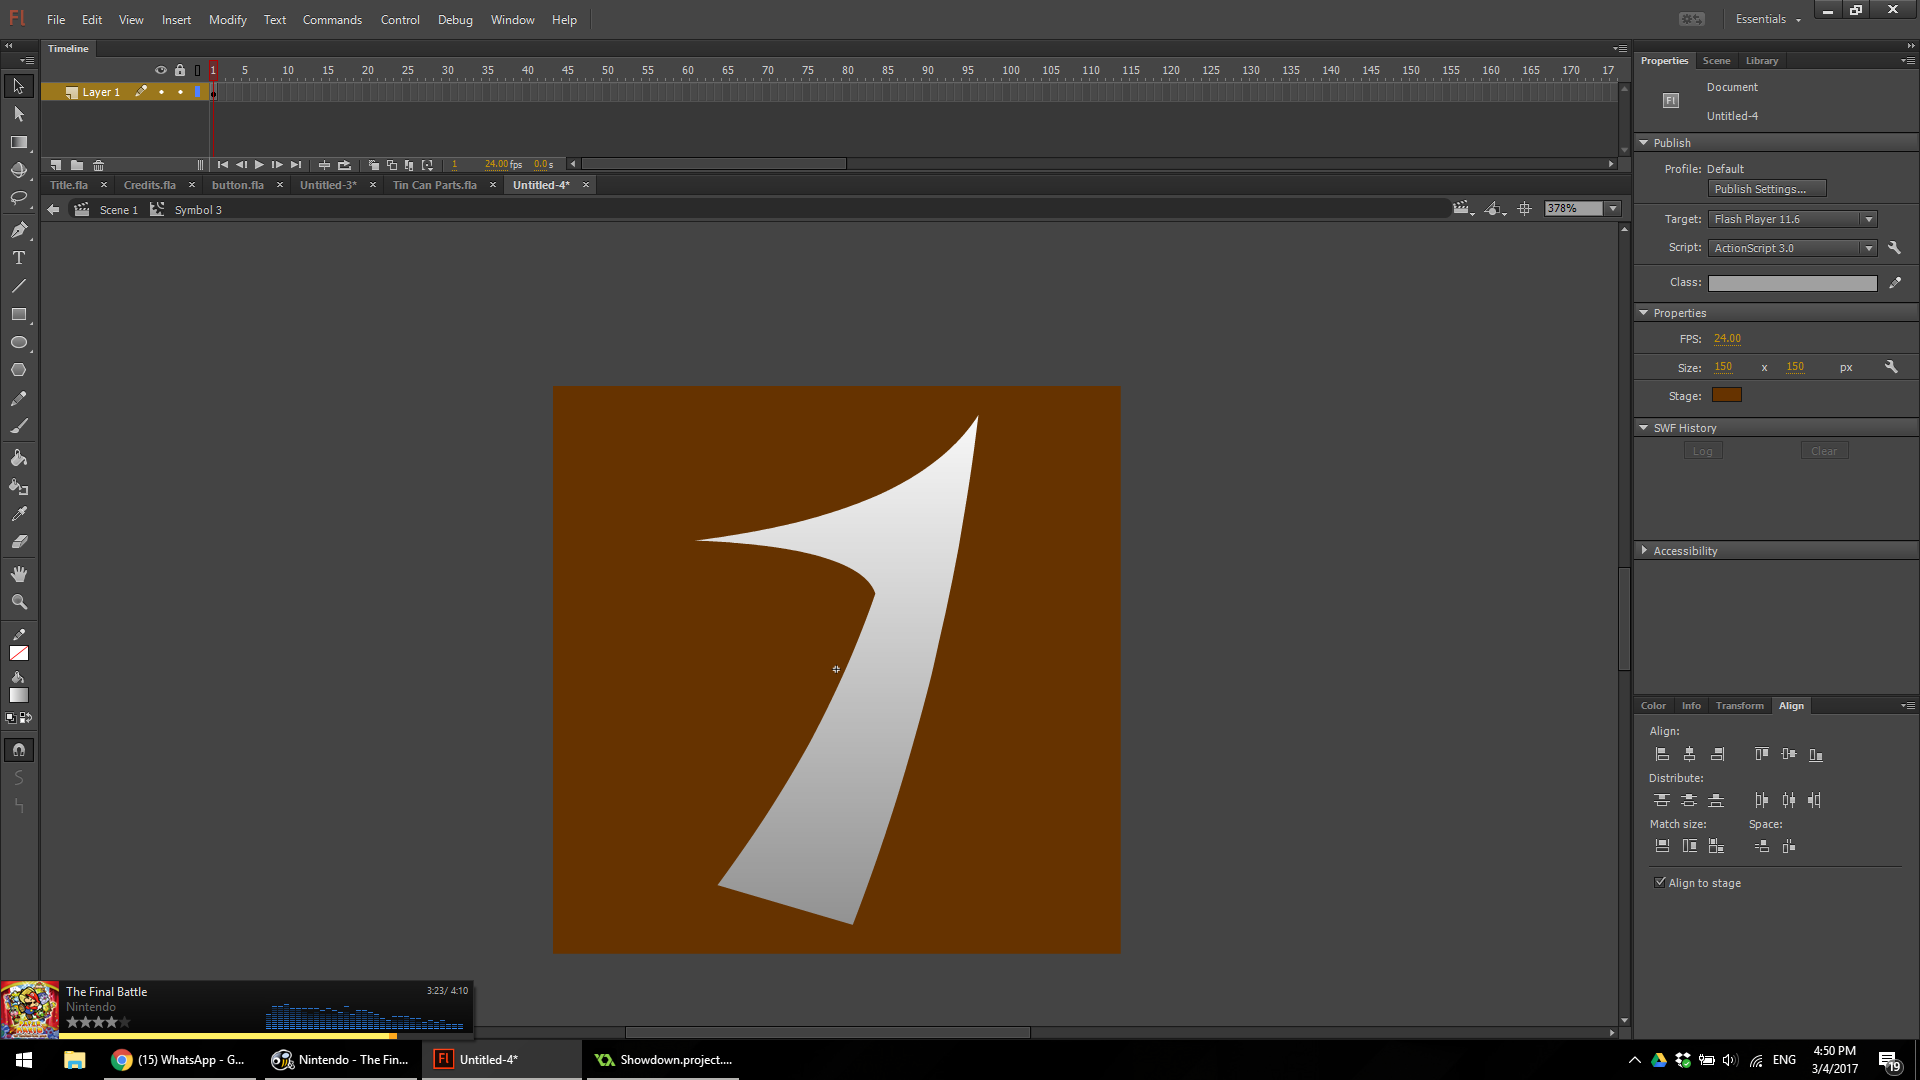 Fl File Edit View Insert Modify Text Commands Control Debug Window Help Essentials
Timeline
1 5 10 15 20 25 30 35 40 45 50 55 60 65 70 75 80 85 90 95 100 105 110 115 120 125 130 135 140 145 150 155 160 165 170 17
Layer 1
1 24.00 fps 0.0 s
Title.fla Credits.fla button.fla Untitled-3* Tin Can Parts.fla Untitled-4*
Scene 1 Symbol 3 378%
Properties Scene Library
Document
Fl
Untitled-4
Publish
Profile: Default
Publish Settings...
Target: Flash Player 11.6
Script: ActionScript 3.0
Class:
Properties
FPS: 24.00
Size: 150 x 150 px
Stage:
SWF History
Log Clear
Accessibility
Color Info Transform Align
Align:
Distribute:
Match size: Space:
Align to stage
1
The Final Battle 3:23/ 4:10
Nintendo
(15) WhatsApp - G... Nintendo - The Fin... Fl Untitled-4* Showdown.project....
ENG 4:50 PM
3/4/2017
19